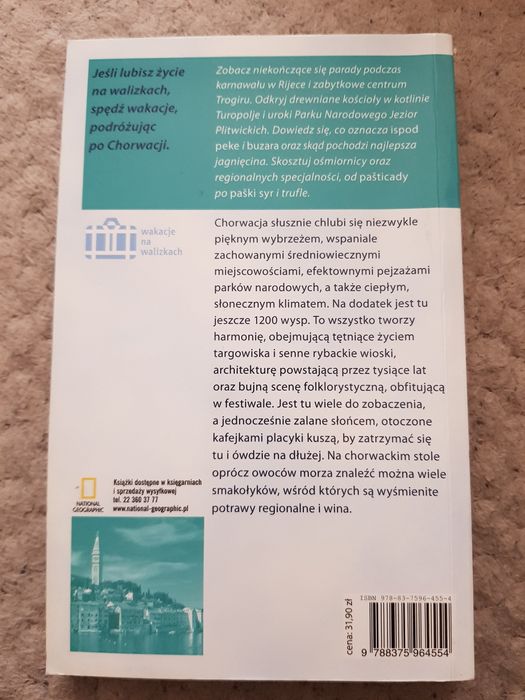 Jeśli lubisz życie
na walizkach,
spędź wakacje,
podróżując
po Chorwacji.
Zobacz niekończące się parady podczas
karnawału w Rijece i zabytkowe centrum
Trogiru. Odkryj drewniane kościoły w kotlinie
Turopolje i uroki Parku Narodowego Jezior
Plitwickich. Dowiedz się, co oznacza ispod
peke i buzara oraz skąd pochodzi najlepsza
jagnięcina. Skosztuj ośmiornicy oraz
regionalnych specjalności, od pašticady
po paški syr i trufle.
wakacje
na
walizkach
Chorwacja słusznie chlubi się niezwykle
pięknym wybrzeżem, wspaniale
zachowanymi średniowiecznymi
miejscowościami, efektownymi pejzażami
parków narodowych, a także ciepłym,
słonecznym klimatem. Na dodatek jest tu
jeszcze 1200 wysp. To wszystko tworzy
harmonię, obejmującą tętniące życiem
targowiska i senne rybackie wioski,
architekturę powstającą przez tysiące lat
oraz bujną scenę folklorystyczną, obfitującą
w festiwale. Jest tu wiele do zobaczenia,
a jednocześnie zalane słońcem, otoczone
kafejkami placyki kuszą, by zatrzymać się
tu i ówdzie na dłużej. Na chorwackim stole
oprócz owoców morza znaleźć można wiele
smakołyków, wśród których są wyśmienite
potrawy regionalne i wina.
NATIONAL
GEOGRAPHIC
Książki dostępne w księgarniach
i sprzedaży wysyłkowej
tel. 22 360 37 77
www.national-geographic.pl
cena: 31,90 zł
ISBN 978-83-7596-455-4
9 788375 964554